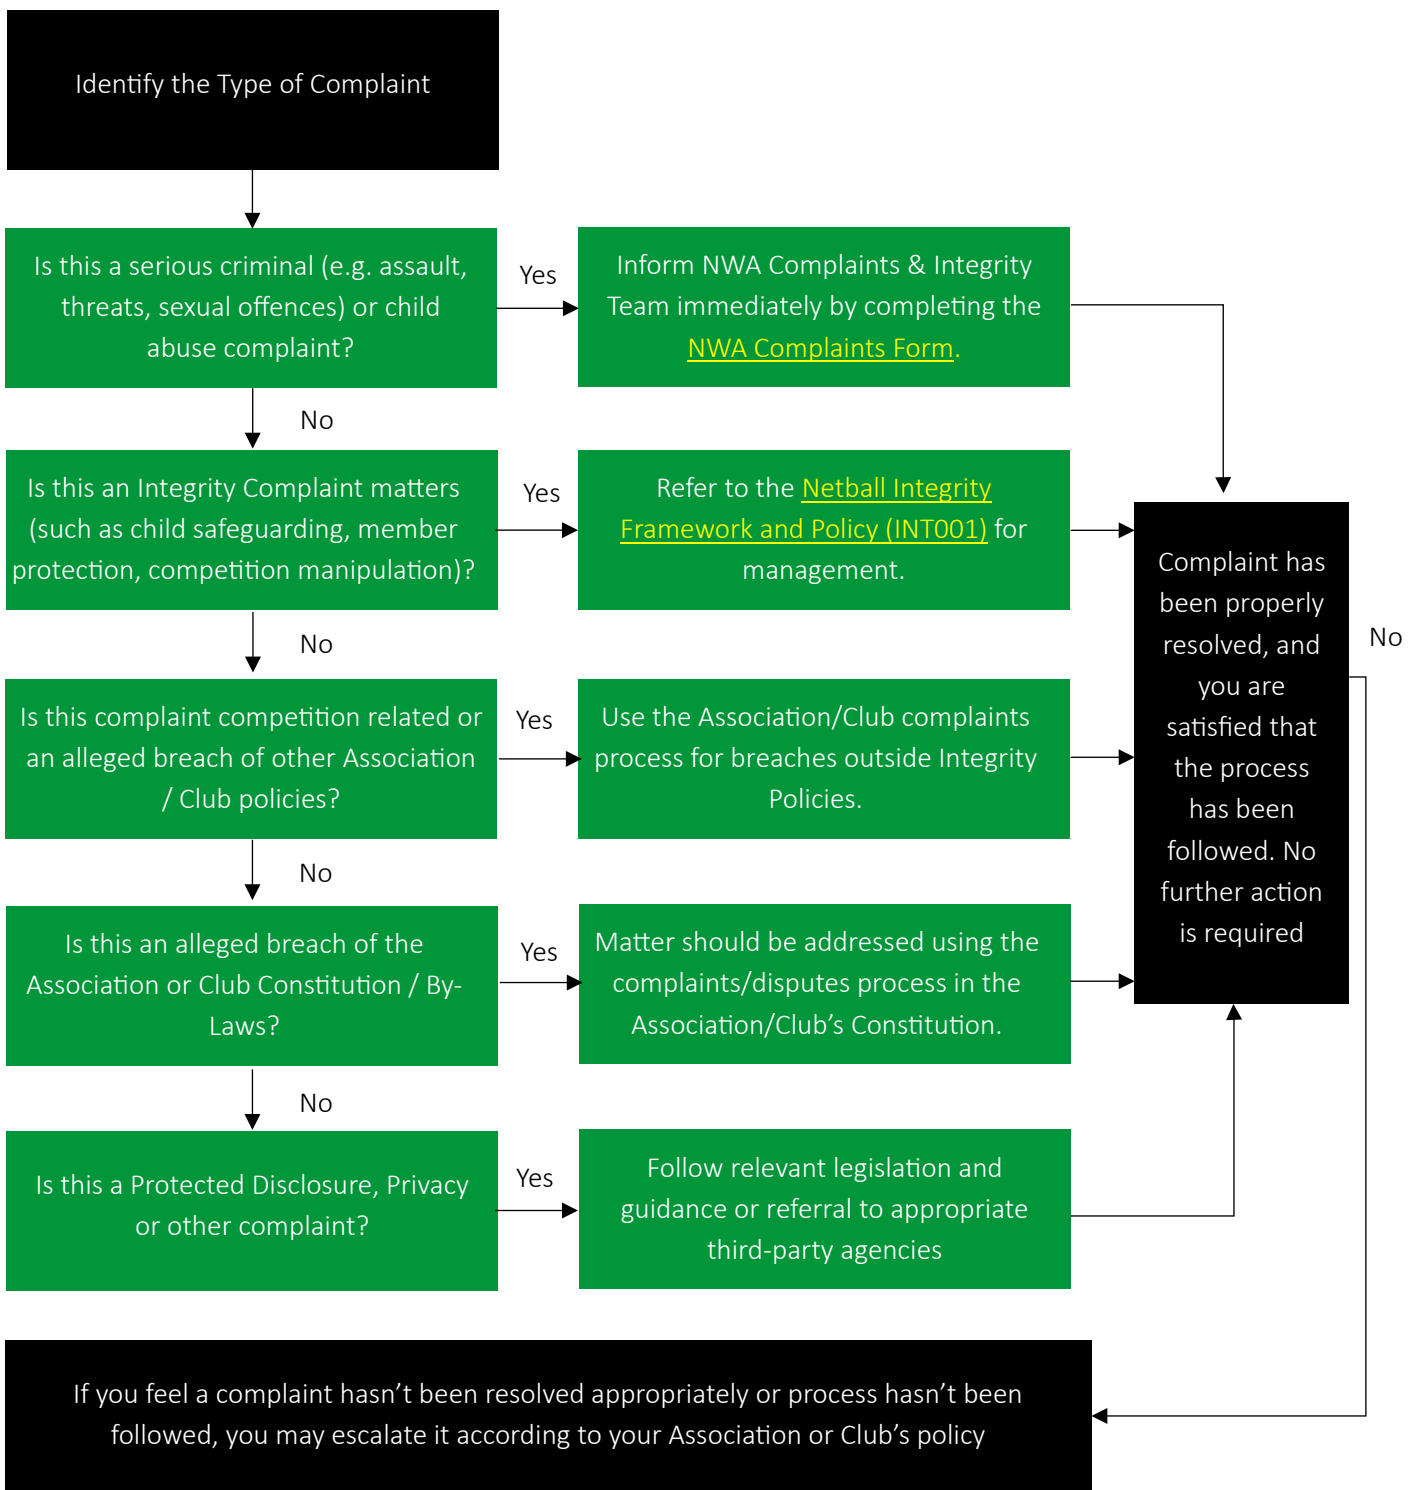 Identify the Type of Complaint
Is this a serious criminal (e.g. assault,
threats, sexual offences) or child
abuse complaint?
Yes
Inform NWA Complaints & Integrity
Team immediately by completing the
NWA Complaints Form.
No
Is this an Integrity Complaint matters
(such as child safeguarding, member
protection, competition manipulation)?
Yes
Refer to the Netball Integrity
Framework and Policy (INT001) for
management.
No
Is this complaint competition related or
an alleged breach of other Association
/ Club policies?
Yes
Use the Association/Club complaints
process for breaches outside Integrity
Policies.
No
Is this an alleged breach of the
Association or Club Constitution / By-
Laws?
Yes
Matter should be addressed using the
complaints/disputes process in the
Association/Club’s Constitution.
No
Is this a Protected Disclosure, Privacy
or other complaint?
Yes
Follow relevant legislation and
guidance or referral to appropriate
third-party agencies
Complaint has
been properly
resolved, and
you are
satisfied that
the process
has been
followed. No
further action
is required
No
If you feel a complaint hasn’t been resolved appropriately or process hasn’t been
followed, you may escalate it according to your Association or Club’s policy